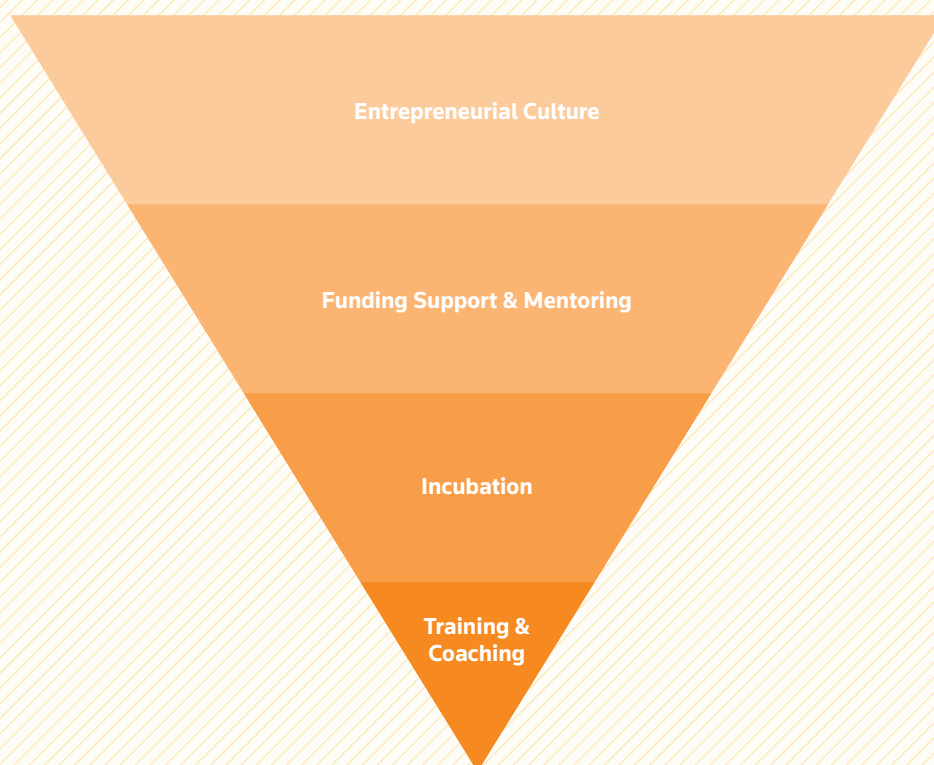 Entrepreneurial Culture
Funding Support & Mentoring
Incubation
Training &
Coaching